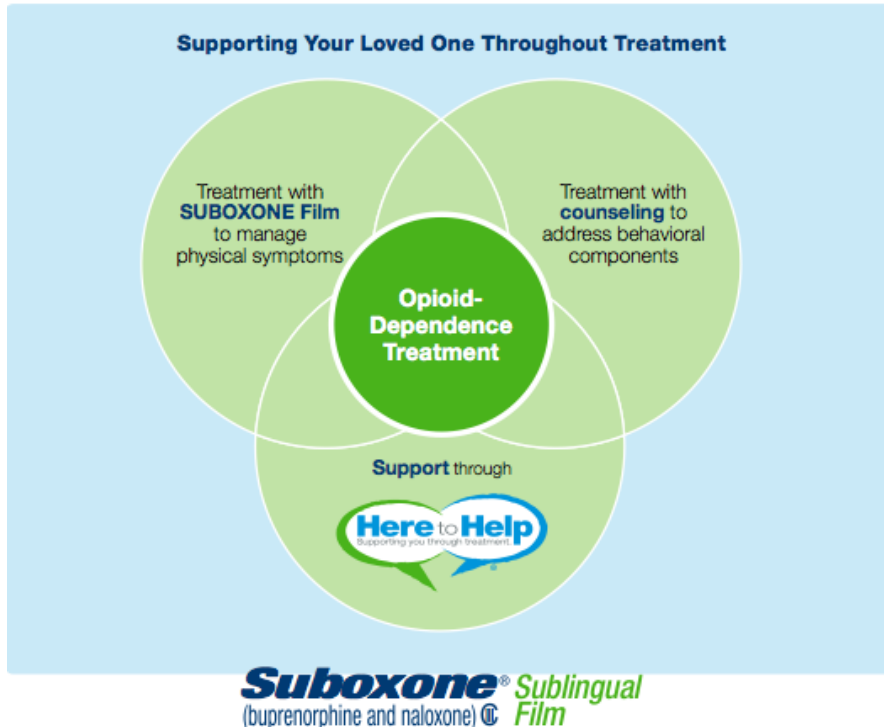 Supporting Your Loved One Throughout Treatment
Treatment with
SUBOXONE Film
to manage
physical symptoms
Treatment with
counseling to
address behavioral
components
Opioid-
Dependence
Treatment
Support through
Here to Help
Supporting you through treatment.
®
Suboxone® Sublingual
(buprenorphine and naloxone) CIII Film